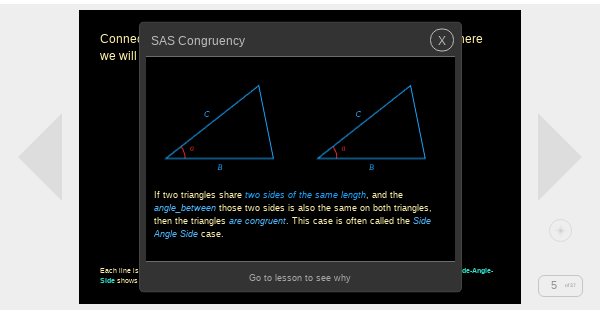 Connec
here
we will
SAS Congruency
X
C
α
B
C
α
B
If two triangles share two sides of the same length, and the
angle_between those two sides is also the same on both triangles,
then the triangles are congruent. This case is often called the Side
Angle Side case.
Each line is
de-Angle-
Side shows
Go to lesson to see why
5 of 37